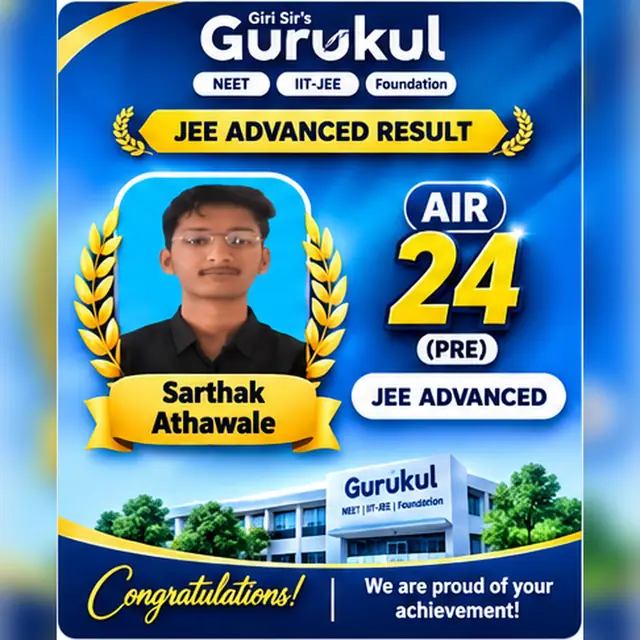 Giri Sir's
Gurukul
NEET
IIT-JEE
Foundation
JEE ADVANCED RESULT
AIR
24
(PRE)
JEE ADVANCED
Sarthak
Athawale
Gurukul
NEET | IIT-JEE | Foundation
Congratulations!
We are proud of your
achievement!